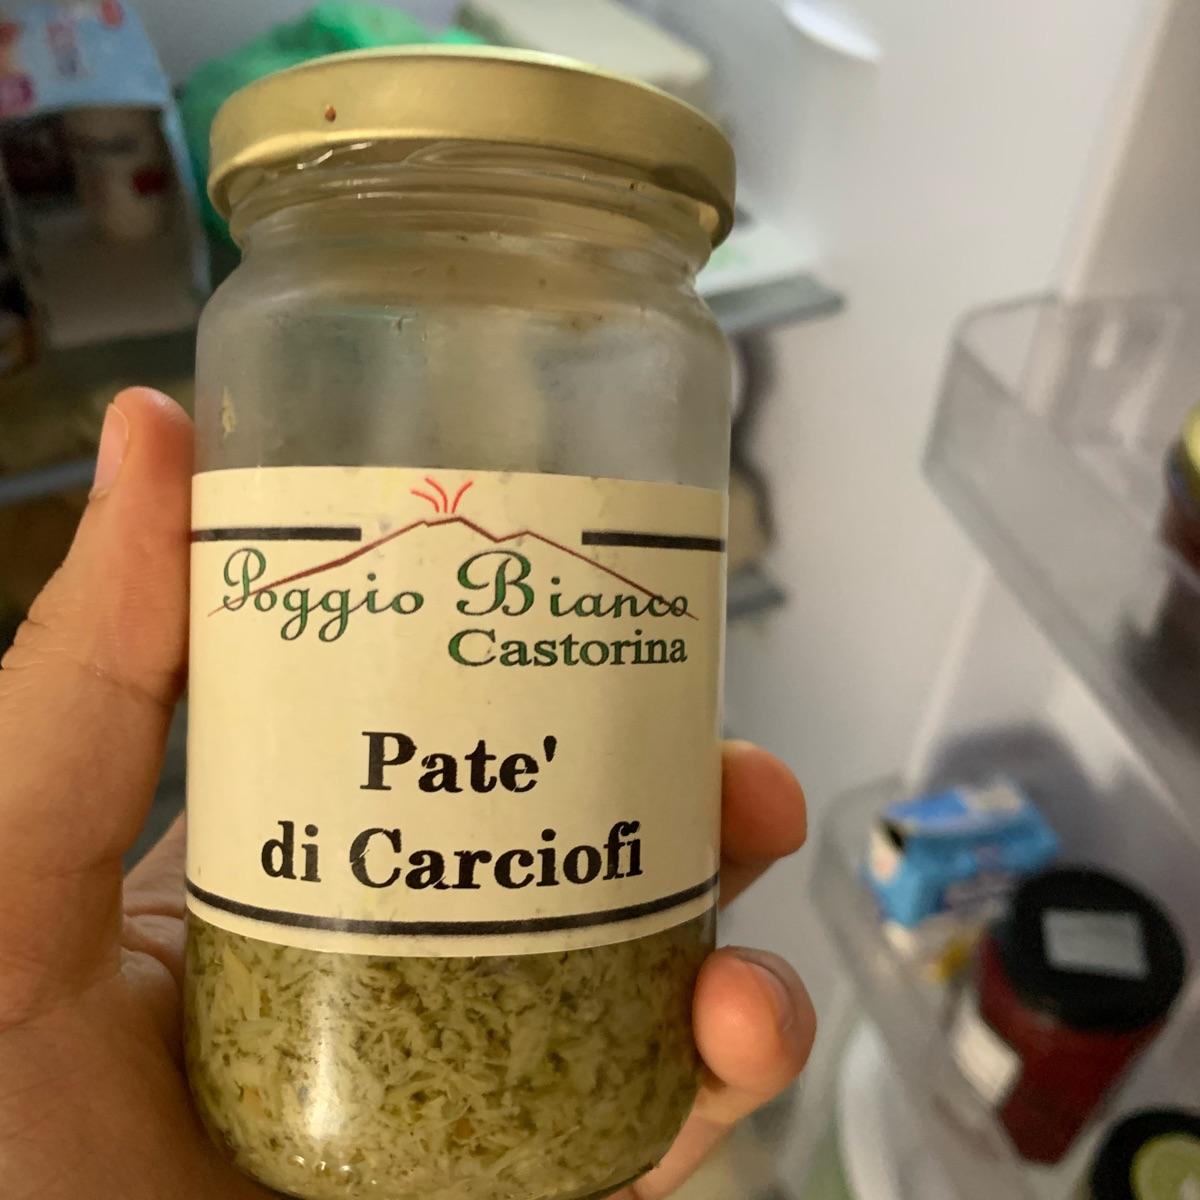 Poggio Bianco
Castorina
Pate'
di Carciofi